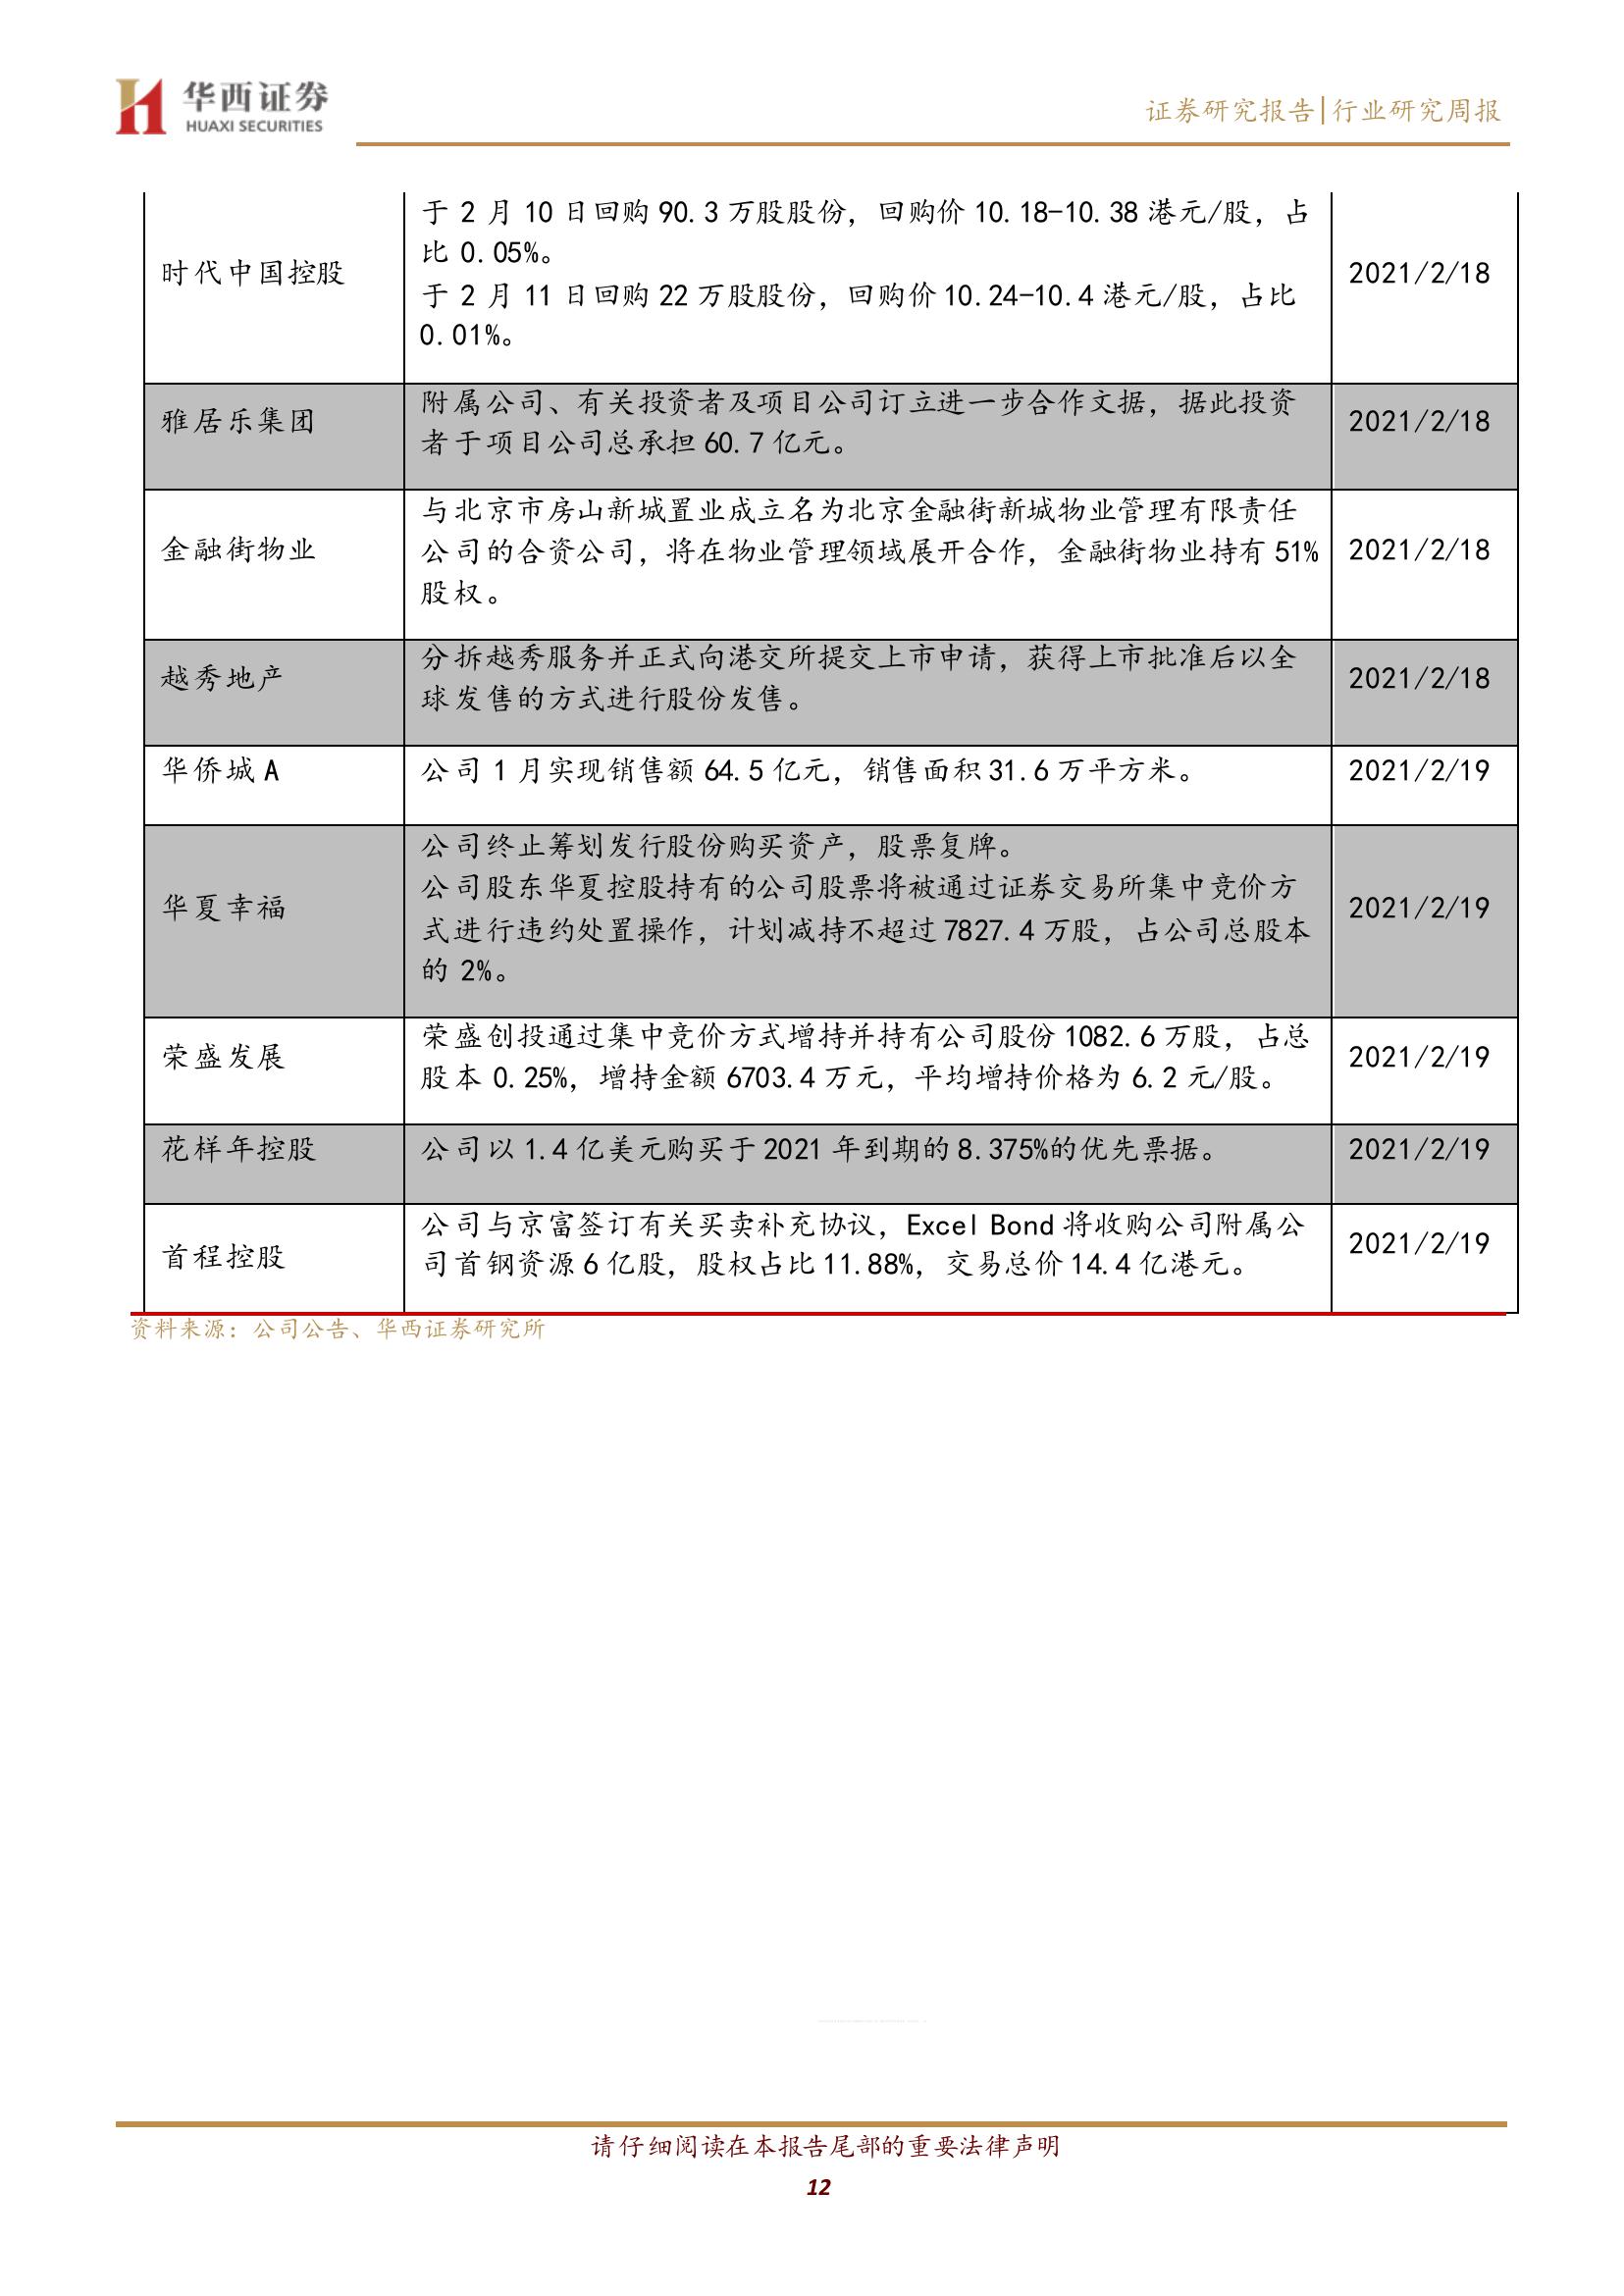 华西证券
HUAXI SECURITIES
证券研究报告|行业研究周报
时代中国控股
于 2 月 10 日回购 90.3 万股股份，回购价 10.18-10.38 港元/股，占
比 0.05%。
于 2 月 11 日回购 22 万股股份，回购价 10.24-10.4 港元/股，占比
0.01%。
2021/2/18
雅居乐集团
附属公司、有关投资者及项目公司订立进一步合作文据，据此投资
者于项目公司总承担 60.7 亿元。
2021/2/18
金融街物业
与北京市房山新城置业成立名为北京金融街新城物业管理有限责任
公司的合资公司，将在物业管理领域展开合作，金融街物业持有 51%
股权。
2021/2/18
越秀地产
分拆越秀服务并正式向港交所提交上市申请，获得上市批准后以全
球发售的方式进行股份发售。
2021/2/18
华侨城 A
公司 1 月实现销售额 64.5 亿元，销售面积 31.6 万平方米。
2021/2/19
华夏幸福
公司终止筹划发行股份购买资产，股票复牌。
公司股东华夏控股持有的公司股票将被通过证券交易所集中竞价方
式进行违约处置操作，计划减持不超过 7827.4 万股，占公司总股本
的 2%。
2021/2/19
荣盛发展
荣盛创投通过集中竞价方式增持并持有公司股份 1082.6 万股，占总
股本 0.25%，增持金额 6703.4 万元，平均增持价格为 6.2 元/股。
2021/2/19
花样年控股
公司以 1.4 亿美元购买于 2021 年到期的 8.375%的优先票据。
2021/2/19
首程控股
公司与京富签订有关买卖补充协议，Excel Bond 将收购公司附属公
司首钢资源 6 亿股，股权占比 11.88%，交易总价 14.4 亿港元。
2021/2/19
资料来源：公司公告、华西证券研究所
请仔细阅读在本报告尾部的重要法律声明
12